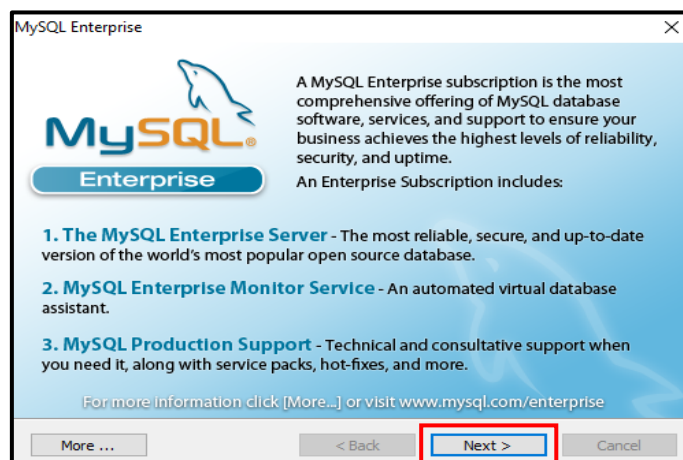 MySQL Enterprise
MySQL®
Enterprise
A MySQL Enterprise subscription is the most
comprehensive offering of MySQL database
software, services, and support to ensure your
business achieves the highest levels of reliability,
security, and uptime.
An Enterprise Subscription includes:
1. The MySQL Enterprise Server - The most reliable, secure, and up-to-date
version of the world's most popular open source database.
2. MySQL Enterprise Monitor Service - An automated virtual database
assistant.
3. MySQL Production Support - Technical and consultative support when
you need it, along with service packs, hot-fixes, and more.
For more information click [More...] or visit www.mysql.com/enterprise
More ...
< Back
Next >
Cancel